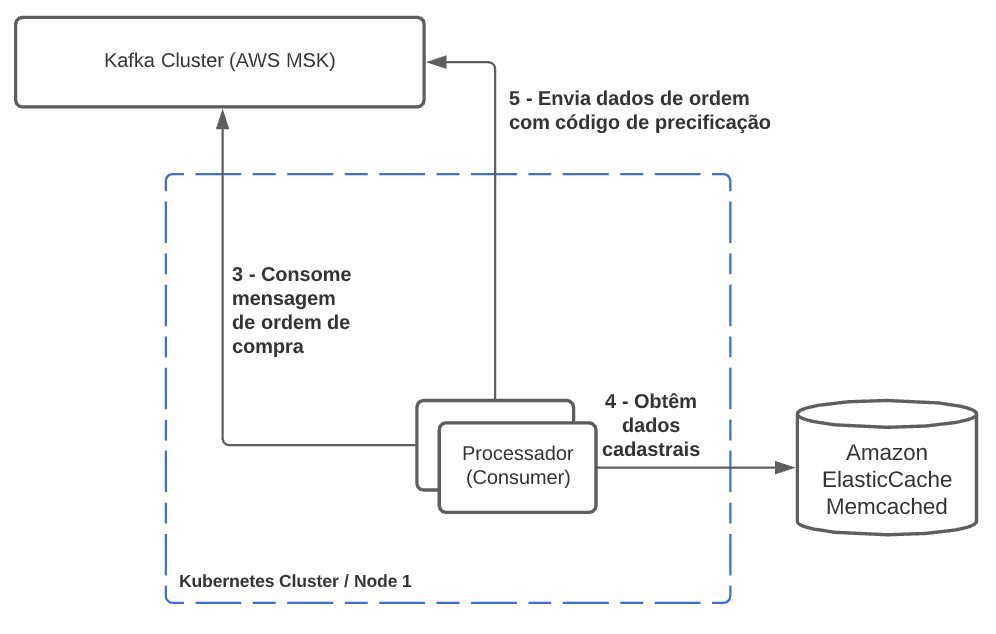 Kafka Cluster (AWS MSK)
5 - Envia dados de ordem
com código de precificação
3 - Consome
mensagem
de ordem de
compra
4 - Obtêm
dados
cadastrais
Processador
(Consumer)
Amazon
ElasticCache
Memcached
Kubernetes Cluster / Node 1